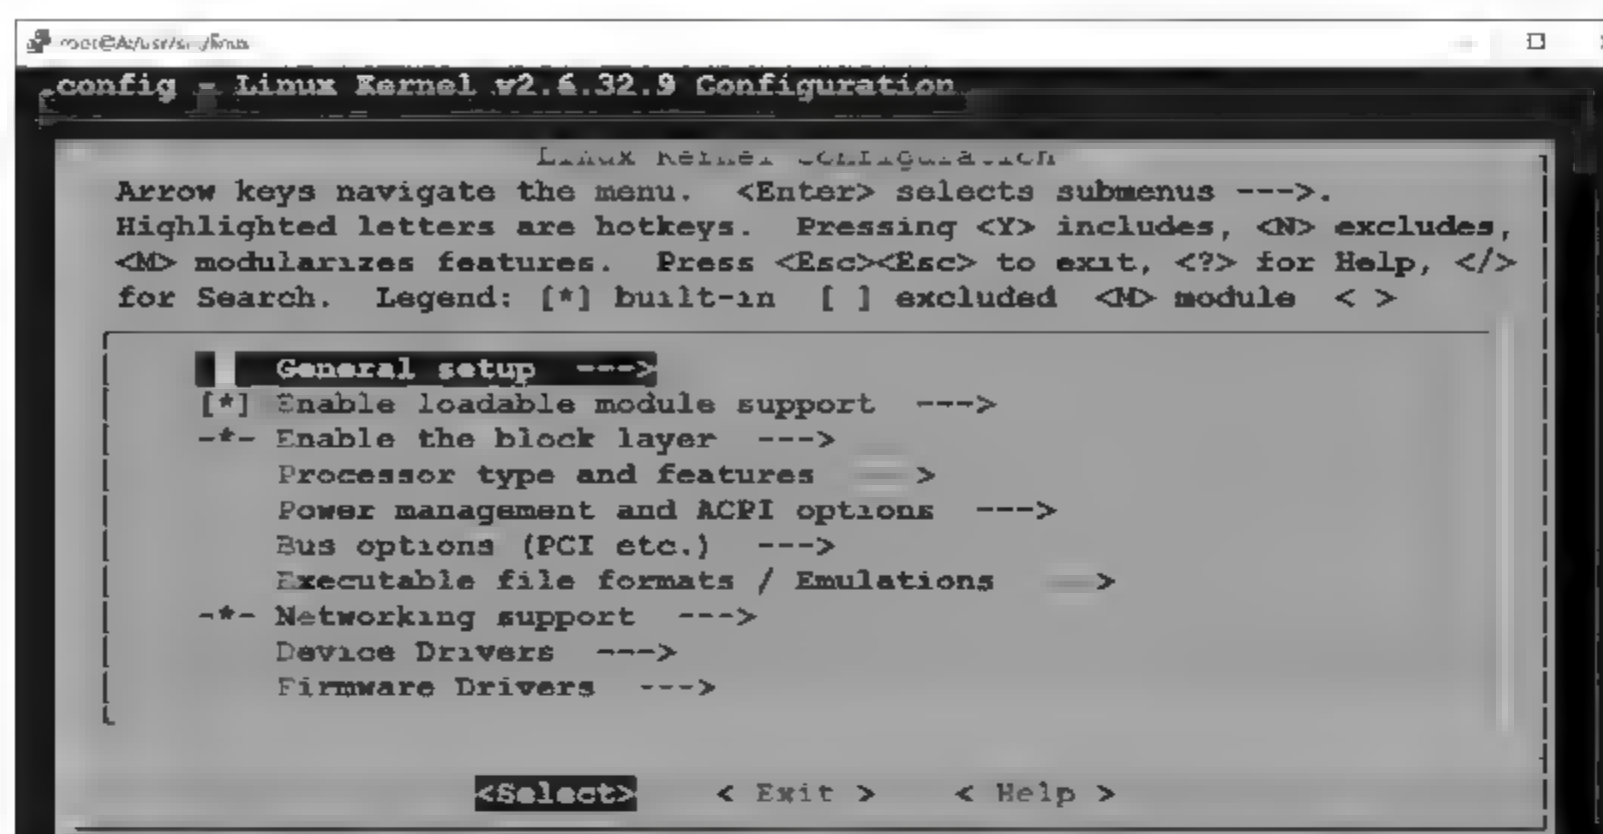 .config - Linux Kernel v2.6.32.9 Configuration
Linux Kernel Configuration
Arrow keys navigate the menu.  <Enter> selects submenus --->.
Highlighted letters are hotkeys.  Pressing <Y> includes, <N> excludes,
<M> modularizes features.  Press <Esc><Esc> to exit, <?> for Help, </>
for Search.  Legend: [*] built-in  [ ] excluded  <M> module  < >
General setup  --->
[*] Enable loadable module support  --->
-*- Enable the block layer  --->
Processor type and features  --->
Power management and ACPI options  --->
Bus options (PCI etc.)  --->
Executable file formats / Emulations  --->
-*- Networking support  --->
Device Drivers  --->
Firmware Drivers  --->
<Select>    < Exit >    < Help >